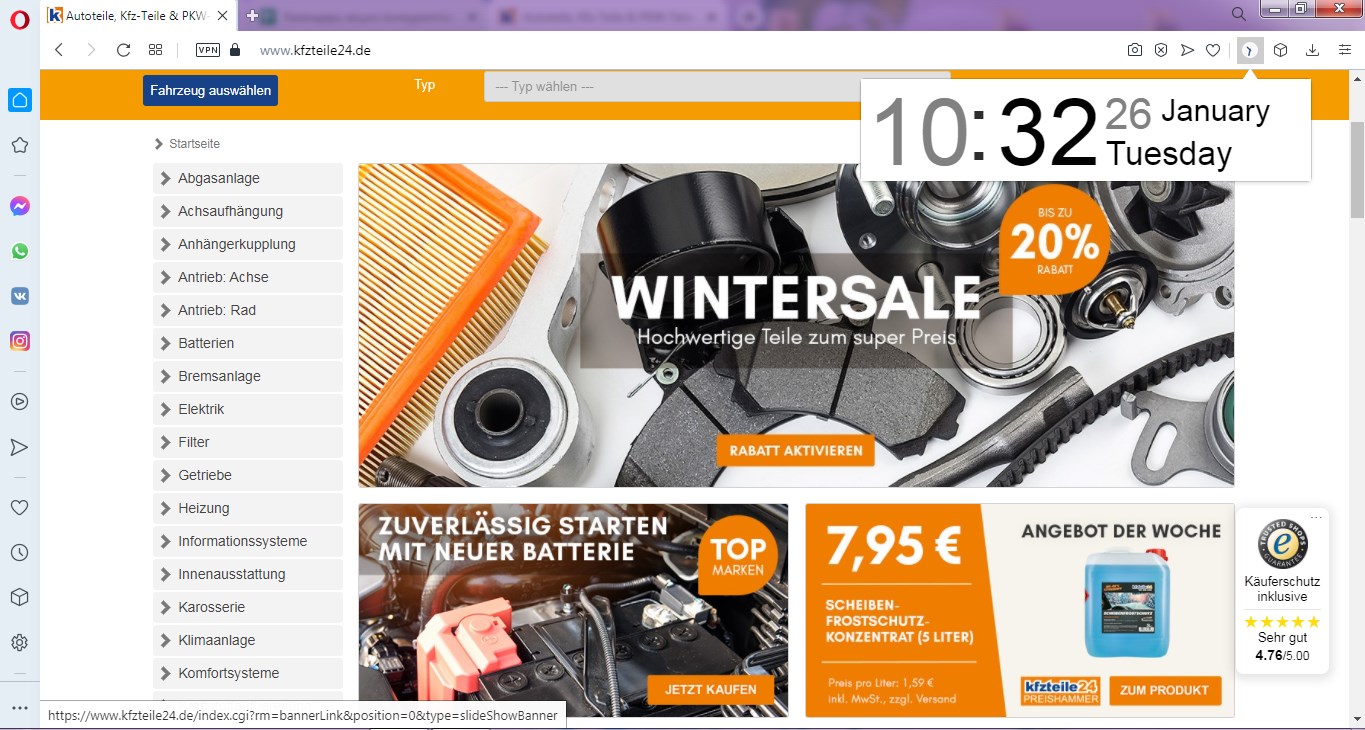 Autoteile, Kfz-Teile & PKW-
VPN
www.kfzteile24.de
Fahrzeug auswählen
Typ
--- Typ wählen ---
10:32 26 January
Tuesday
Startseite
Abgasanlage
Achsaufhängung
Anhängerkupplung
Antrieb: Achse
Antrieb: Rad
Batterien
Bremsanlage
Elektrik
Filter
Getriebe
Heizung
Informationssysteme
Innenausstattung
Karosserie
Klimaanlage
Komfortsysteme
BIS ZU
20%
RABATT
WINTERSALE
Hochwertige Teile zum super Preis
RABATT AKTIVIEREN
ZUVERLÄSSIG STARTEN
MIT NEUER BATTERIE
TOP
MARKEN
JETZT KAUFEN
7,95 €
SCHEIBEN-
FROSTSCHUTZ-
KONZENTRAT (5 LITER)
Preis pro Liter: 1,59 €
inkl. MwSt., zzgl. Versand
ANGEBOT DER WOCHE
kfzteile24
PREISHAMMER
ZUM PRODUKT
TRUSTED SHOPS
GUARANTEE
Käuferschutz
inklusive
Sehr gut
4.76/5.00
https://www.kfzteile24.de/index.cgi?rm=bannerLink&position=0&type=slideShowBanner